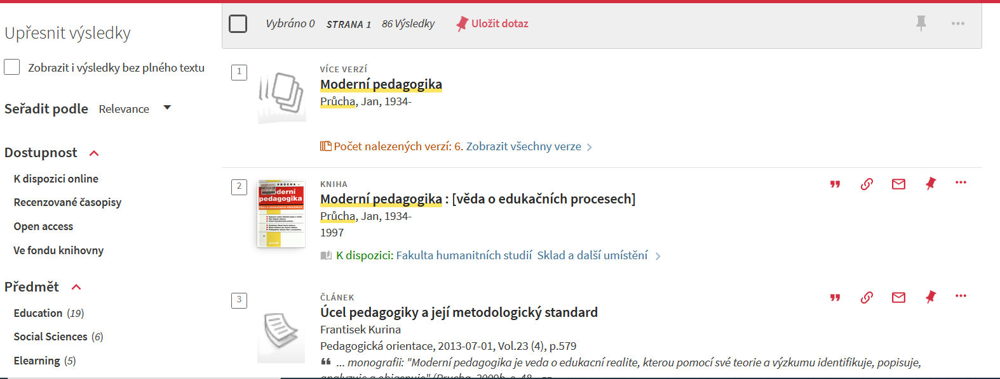 Upřesnit výsledky
Zobrazit i výsledky bez plného textu
Seřadit podle Relevance
Dostupnost
K dispozici online
Recenzované časopisy
Open access
Ve fondu knihovny
Předmět
Education (19)
Social Sciences (6)
Elearning (5)
Vybráno 0 STRANA 1 86 Výsledky Uložit dotaz
1
VÍCE VERZÍ
Moderní pedagogika
Průcha, Jan, 1934-
Počet nalezených verzí: 6. Zobrazit všechny verze
2
KNIHA
Moderní pedagogika : [věda o edukačních procesech]
Průcha, Jan, 1934-
1997
K dispozici: Fakulta humanitních studií Sklad a další umístění
PRŮCHA
derní
pedagogika
3
ČLÁNEK
Úcel pedagogiky a její metodologický standard
Frantisek Kurina
Pedagogická orientace, 2013-07-01, Vol.23 (4), p.579
... monografii: "Moderní pedagogika je veda o edukacní realite, kterou pomocí své teorie a výzkumu identifikuje, popisuje,